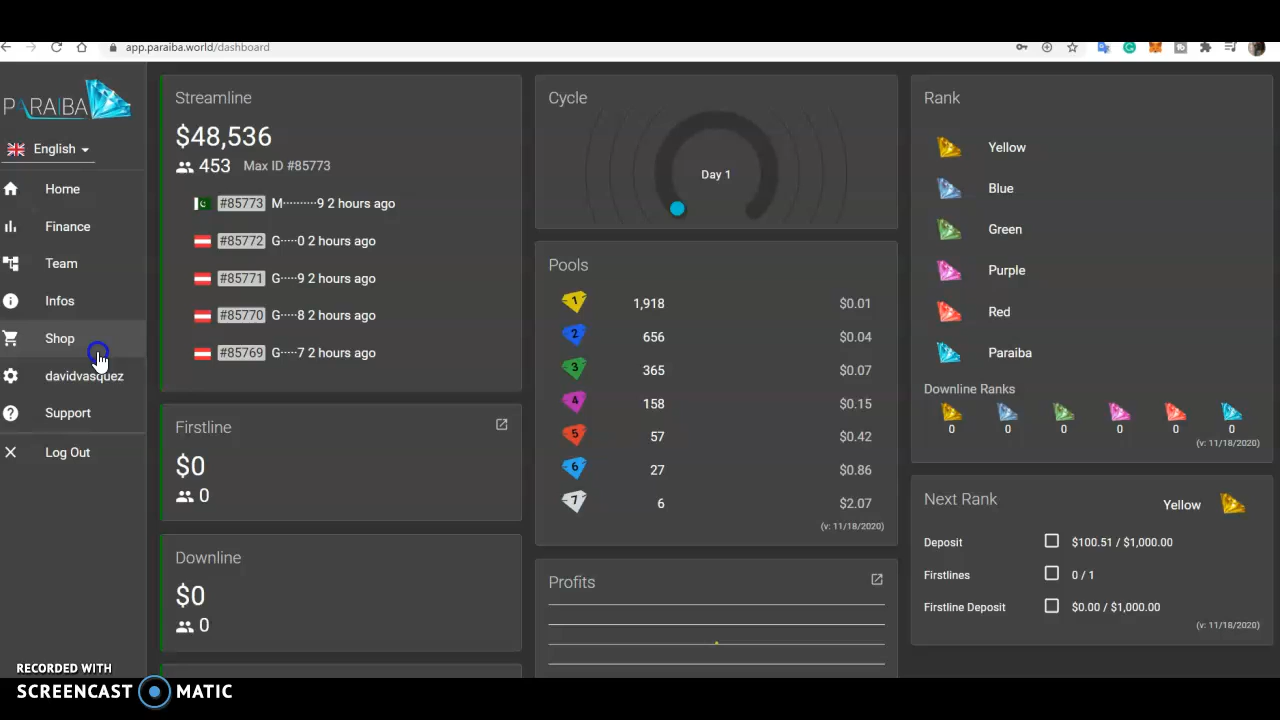 app.paraiba.world/dashboard
PARAIBA
English
Home
Finance
Team
Infos
Shop
davidvasquez
Support
Log Out
Streamline
$48,536
453 Max ID #85773
#85773 M·········9 2 hours ago
#85772 G·····0 2 hours ago
#85771 G·····9 2 hours ago
#85770 G·····8 2 hours ago
#85769 G·····7 2 hours ago
Firstline
$0
0
Downline
$0
0
Cycle
Day 1
Pools
1 1,918 $0.01
2 656 $0.04
3 365 $0.07
4 158 $0.15
5 57 $0.42
6 27 $0.86
7 6 $2.07
(v: 11/18/2020)
Profits
Rank
Yellow
Blue
Green
Purple
Red
Paraiba
Downline Ranks
0 0 0 0 0 0
(v: 11/18/2020)
Next Rank Yellow
Deposit $100.51 / $1,000.00
Firstlines 0 / 1
Firstline Deposit $0.00 / $1,000.00
(v: 11/18/2020)
RECORDED WITH
SCREENCAST MATIC